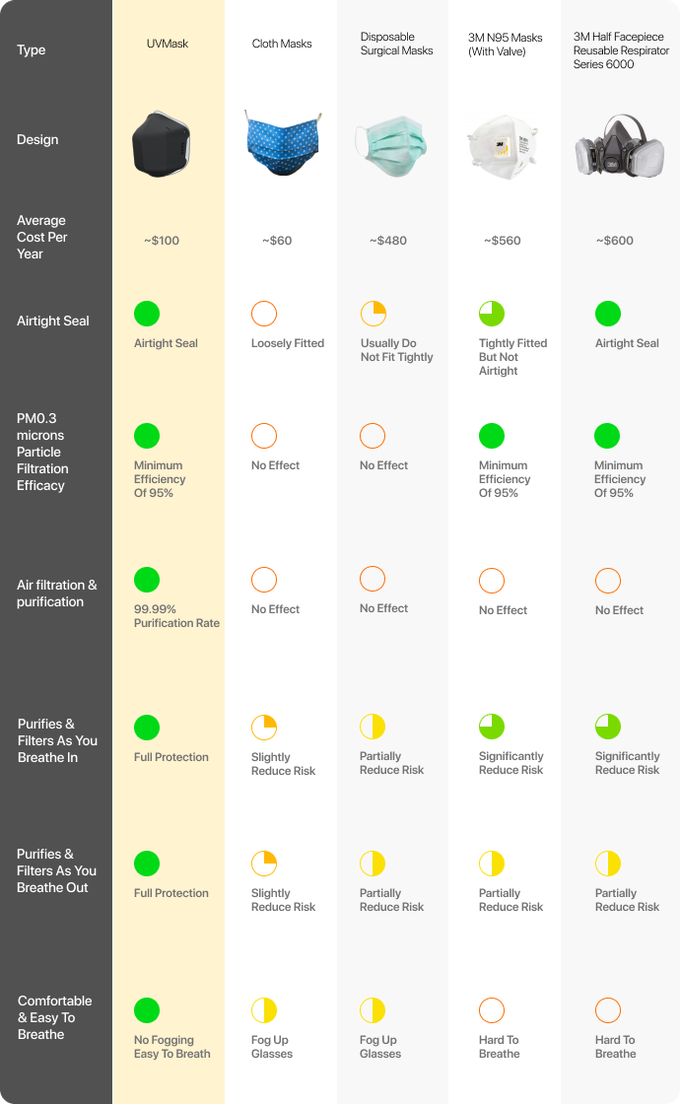 Type
UVMask
Cloth Masks
Disposable
Surgical Masks
3M N95 Masks
(With Valve)
3M Half Facepiece
Reusable Respirator
Series 6000
Design
3M
Average
Cost Per
Year
~$100
~$60
~$480
~$560
~$600
Airtight Seal
Airtight Seal
Loosely Fitted
Usually Do
Not Fit Tightly
Tightly Fitted
But Not
Airtight
Airtight Seal
PM0.3
microns
Particle
Filtration
Efficacy
Minimum
Efficiency
Of 95%
No Effect
No Effect
Minimum
Efficiency
Of 95%
Minimum
Efficiency
Of 95%
Air filtration &
purification
99.99%
Purification Rate
No Effect
No Effect
No Effect
No Effect
Purifies &
Filters As You
Breathe In
Full Protection
Slightly
Reduce Risk
Partially
Reduce Risk
Significantly
Reduce Risk
Significantly
Reduce Risk
Purifies &
Filters As You
Breathe Out
Full Protection
Slightly
Reduce Risk
Partially
Reduce Risk
Partially
Reduce Risk
Partially
Reduce Risk
Comfortable
& Easy To
Breathe
No Fogging
Easy To Breath
Fog Up
Glasses
Fog Up
Glasses
Hard To
Breathe
Hard To
Breathe